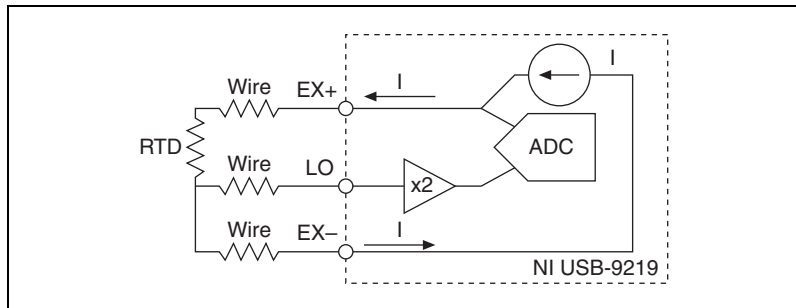 I
Wire EX+ I
RTD
ADC
Wire LO
x2
Wire EX– I
NI USB-9219